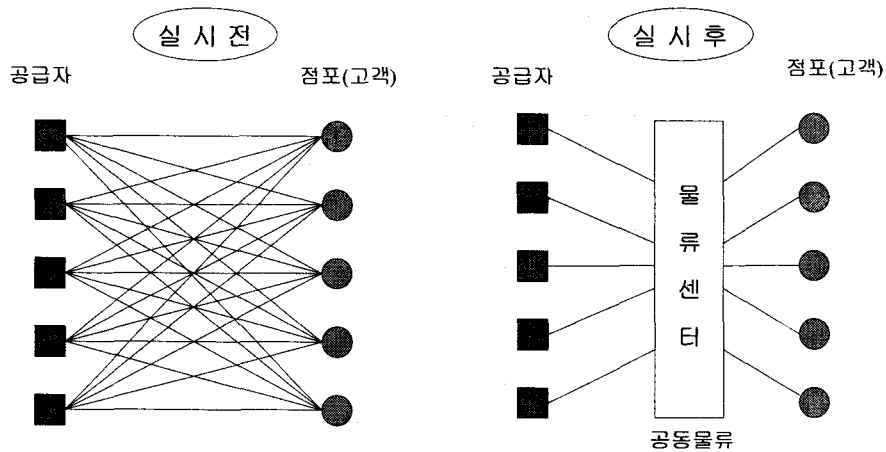 실 시 전
공급자
점포(고객)
실 시 후
공급자
점포(고객)
물
류
센
터
공동물류